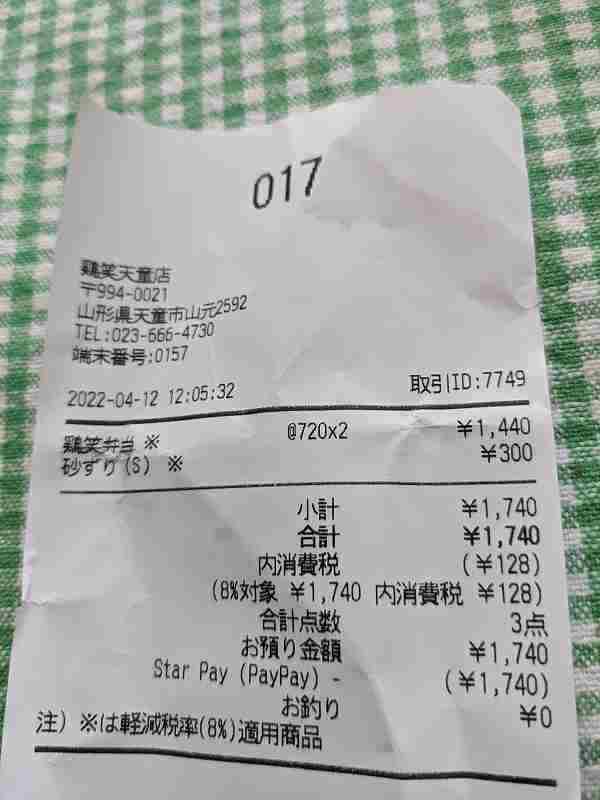 017
鶏笑天童店
〒994-0021
山形県天童市山元2592
TEL:023-666-4730
端末番号:0157
2022-04-12 12:05:32 取引ID:7749
鶏笑弁当 ※ @720x2 ¥1,440
砂ずり(S) ※ ¥300
小計 ¥1,740
合計 ¥1,740
内消費税 (¥128)
(8%対象 ¥1,740 内消費税 ¥128)
合計点数 3点
お預り金額 ¥1,740
Star Pay (PayPay) - (¥1,740)
お釣り ¥0
注) ※は軽減税率(8%)適用商品